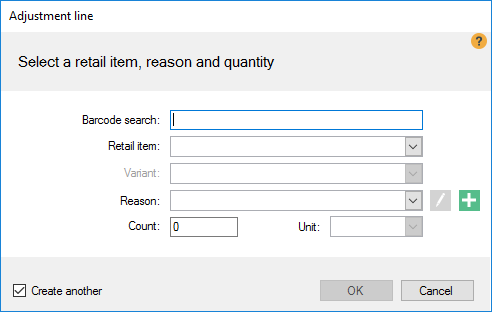 Adjustment line
?
Select a retail item, reason and quantity
Barcode search:
Retail item:
Variant:
Reason:
Count: 0 Unit:
Create another OK Cancel